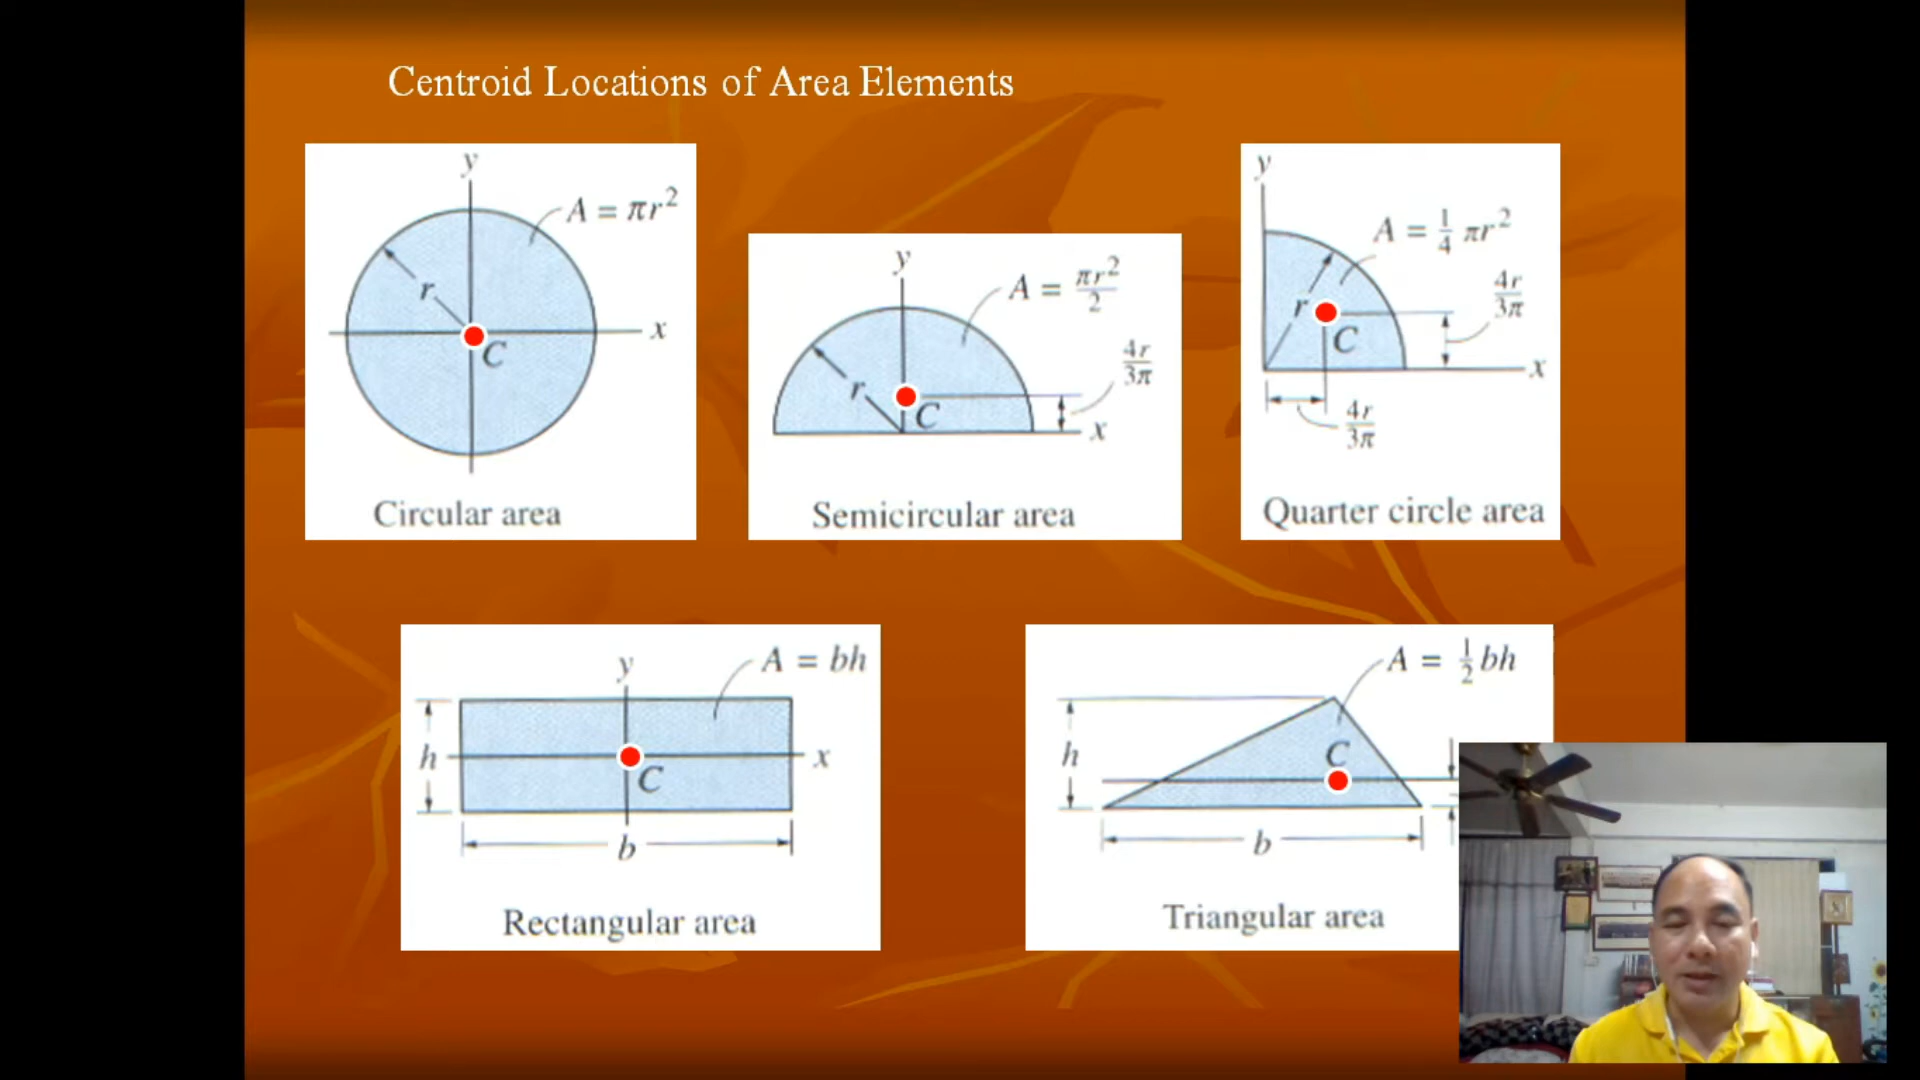 Centroid Locations of Area Elements
y
A = πr²
r
x
C
Circular area
y
A = πr²/2
4r/3π
r
C
x
Semicircular area
y
A = 1/4 πr²
4r/3π
r
C
x
4r/3π
Quarter circle area
y
A = bh
h
x
C
b
Rectangular area
A = 1/2 bh
h
C
b
Triangular area